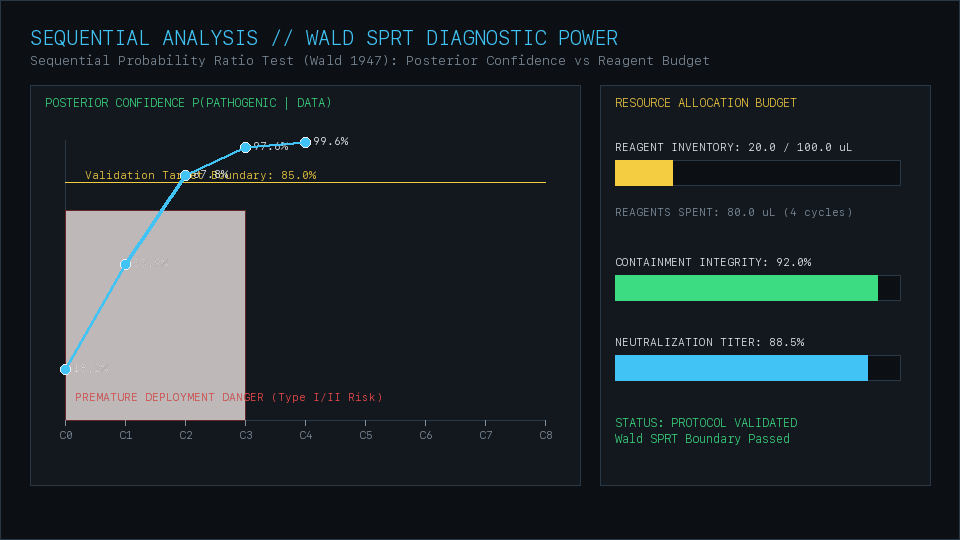 SEQUENTIAL ANALYSIS // WALD SPRT DIAGNOSTIC POWER
Sequential Probability Ratio Test (Wald 1947): Posterior Confidence vs Reagent Budget
POSTERIOR CONFIDENCE P(PATHOGENIC | DATA)
99.6%
97.6%
Validation Target Boundary: 85.0%
PREMATURE DEPLOYMENT DANGER (Type I/II Risk)
C0 C1 C2 C3 C4 C5 C6 C7 C8
RESOURCE ALLOCATION BUDGET
REAGENT INVENTORY: 20.0 / 100.0 uL
REAGENTS SPENT: 80.0 uL (4 cycles)
CONTAINMENT INTEGRITY: 92.0%
NEUTRALIZATION TITER: 88.5%
STATUS: PROTOCOL VALIDATED
Wald SPRT Boundary Passed